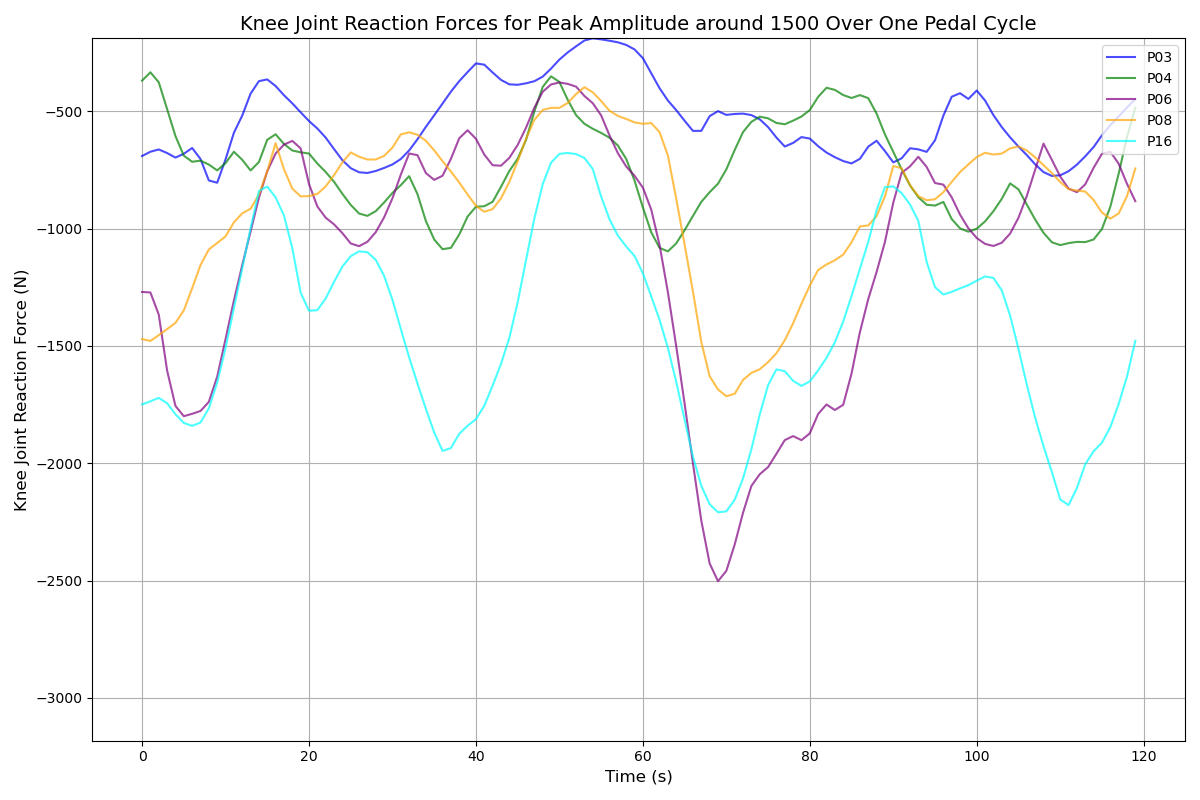 Knee Joint Reaction Forces for Peak Amplitude around 1500 Over One Pedal Cycle
P03
P04
P06
P08
P16
Knee Joint Reaction Force (N)
−500
−1000
−1500
−2000
−2500
−3000
0 20 40 60 80 100 120
Time (s)